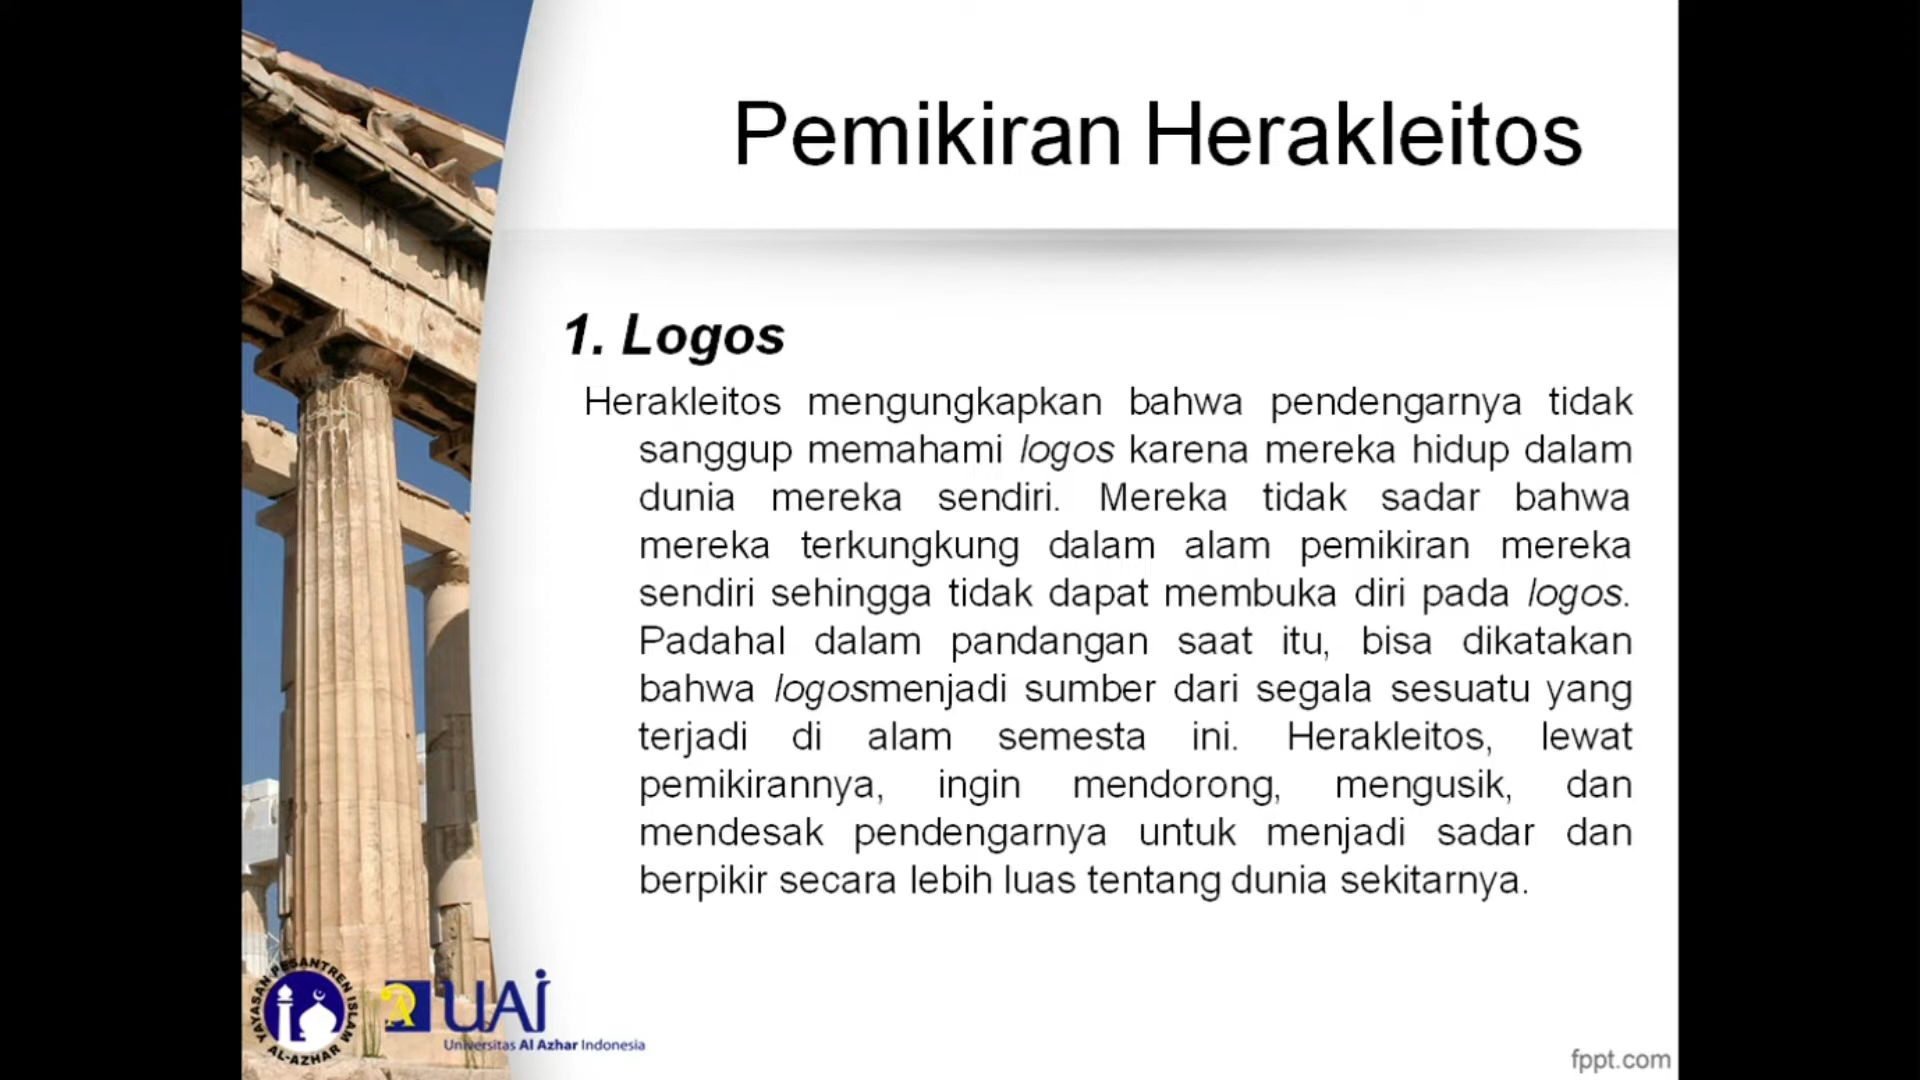 Pemikiran Herakleitos
1. Logos
Herakleitos mengungkapkan bahwa pendengarnya tidak
sanggup memahami logos karena mereka hidup dalam
dunia mereka sendiri. Mereka tidak sadar bahwa
mereka terkungkung dalam alam pemikiran mereka
sendiri sehingga tidak dapat membuka diri pada logos.
Padahal dalam pandangan saat itu, bisa dikatakan
bahwa logosmenjadi sumber dari segala sesuatu yang
terjadi di alam semesta ini. Herakleitos, lewat
pemikirannya, ingin mendorong, mengusik, dan
mendesak pendengarnya untuk menjadi sadar dan
berpikir secara lebih luas tentang dunia sekitarnya.
YAYASAN PESANTREN ISLAM
AL-AZHAR
UAI
Universitas Al Azhar Indonesia
fppt.com